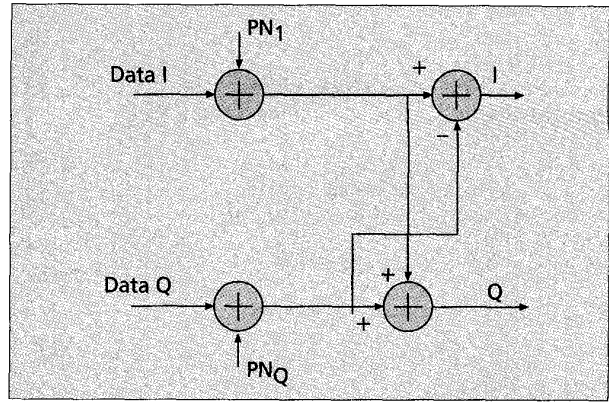 PN1
Data I
+
I
−
Data Q
+
Q
+
PNQ